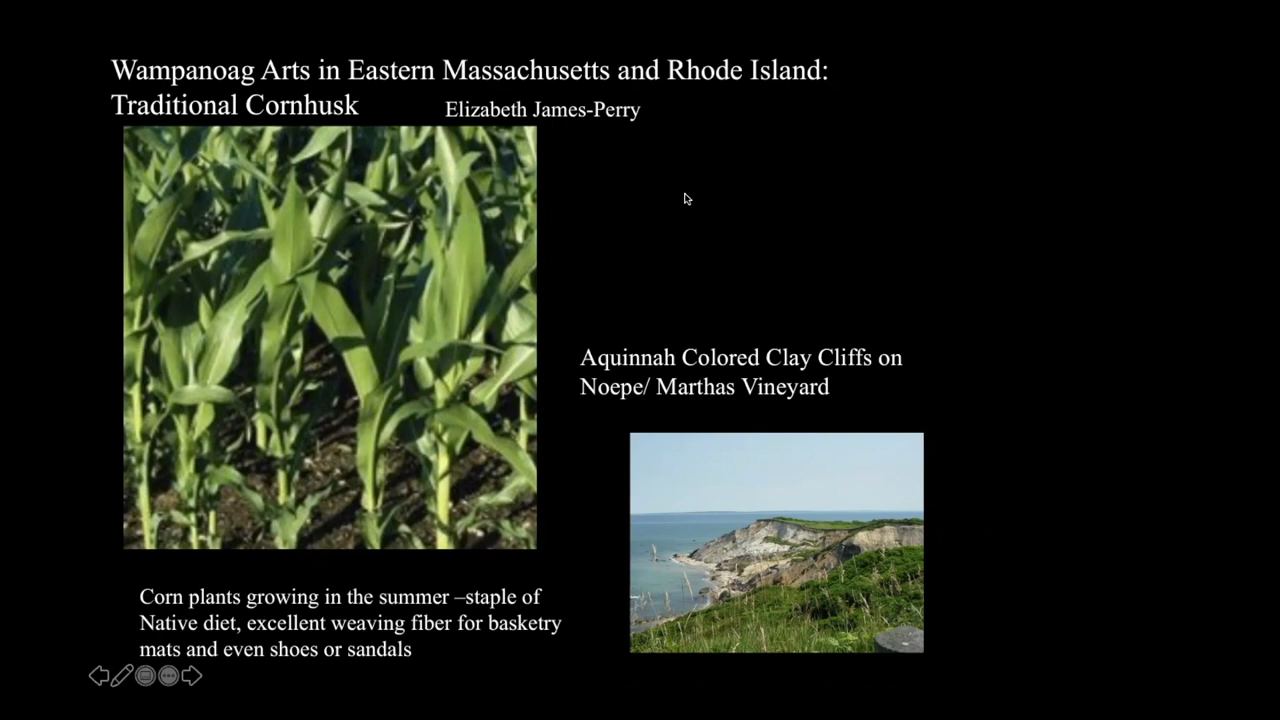 Wampanoag Arts in Eastern Massachusetts and Rhode Island:
Traditional Cornhusk
Elizabeth James-Perry
Aquinnah Colored Clay Cliffs on
Noepe/ Marthas Vineyard
Corn plants growing in the summer –staple of
Native diet, excellent weaving fiber for basketry
mats and even shoes or sandals